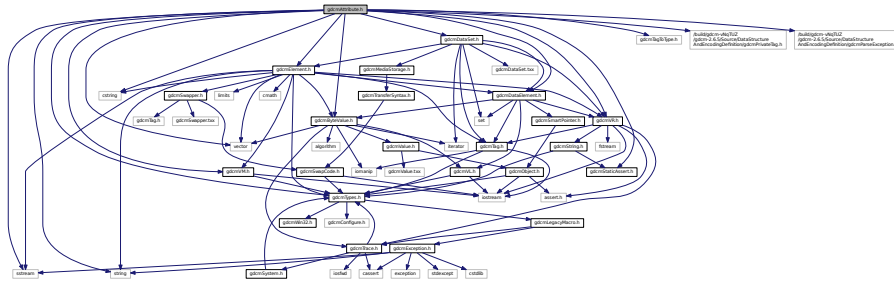 gdcmAttribute.h
gdcmDataSet.h
gdcmTagToType.h
/build/gdcm-vNqTUZ
/gdcm-2.6.5/Source/DataStructure
AndEncodingDefinition/gdcmPrivateTag.h
/build/gdcm-vNqTUZ
/gdcm-2.6.5/Source/DataStructure
AndEncodingDefinition/gdcmParseException.h
gdcmElement.h
gdcmMediaStorage.h
gdcmDataSet.txx
cstring
gdcmSwapper.h
limits
cmath
gdcmTransferSyntax.h
gdcmDataElement.h
gdcmTag.h
gdcmSwapper.txx
gdcmByteValue.h
set
gdcmSmartPointer.h
gdcmVR.h
vector
algorithm
gdcmValue.h
iterator
gdcmTag.h
gdcmString.h
fstream
gdcmVM.h
gdcmSwapCode.h
iomanip
gdcmValue.txx
gdcmVL.h
gdcmObject.h
gdcmStaticAssert.h
gdcmTypes.h
iostream
assert.h
gdcmWin32.h
gdcmConfigure.h
gdcmLegacyMacro.h
gdcmTrace.h
gdcmException.h
sstream
string
gdcmSystem.h
iosfwd
cassert
exception
stdexcept
cstdlib